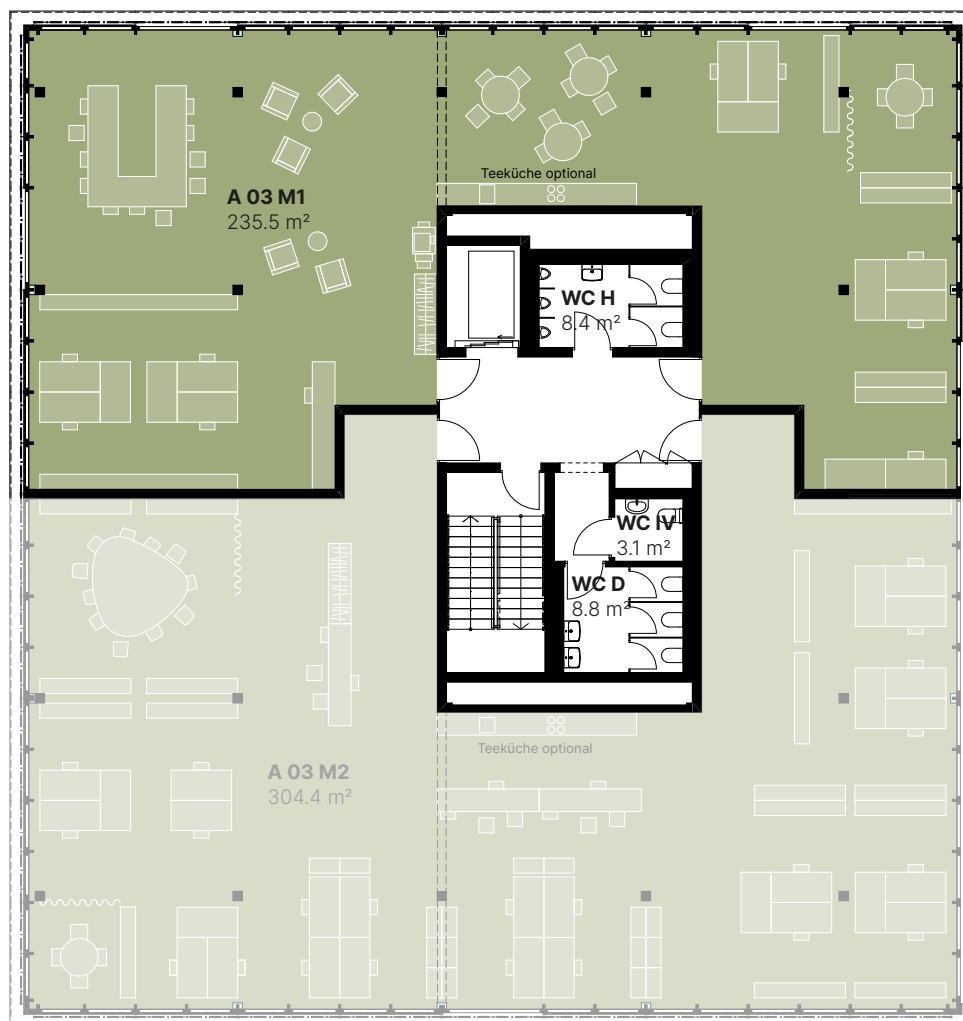 Teeküche optional
A 03 M1
235.5 m²
WC H
8.4 m²
WC IV
3.1 m²
WC D
8.8 m²
Teeküche optional
A 03 M2
304.4 m²